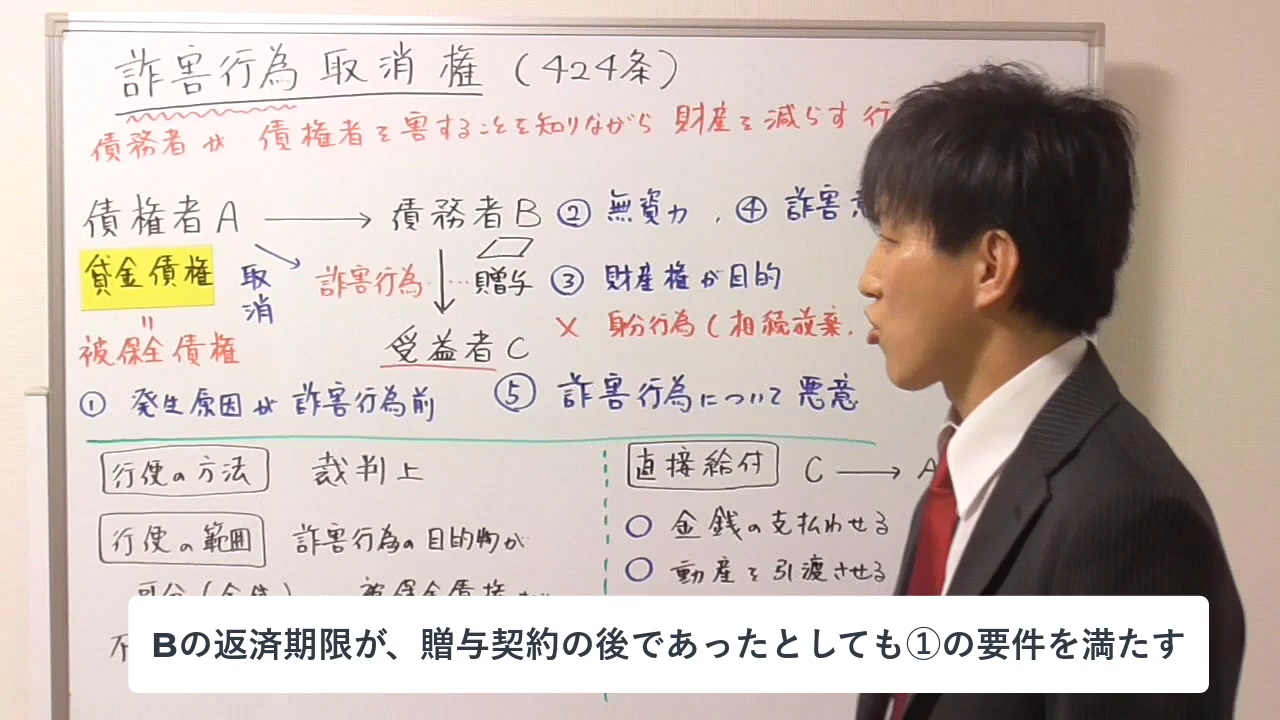 詐害行為取消権（424条）
債務者が債権者を害することを知りながら財産を減らす行
債権者A → 債務者B ②無資力，④詐害意
貸金債権 取消 詐害行為 … 贈与 ③財産権が目的
〃
× 身分行為（相続放棄，
被保全債権 受益者C
①発生原因が詐害行為前 ⑤詐害行為について悪意
行使の方法 裁判上 直接給付 C → A
行使の範囲 詐害行為の目的物が ○金銭の支払わせる
○動産を引渡させる
Bの返済期限が、贈与契約の後であったとしても①の要件を満たす